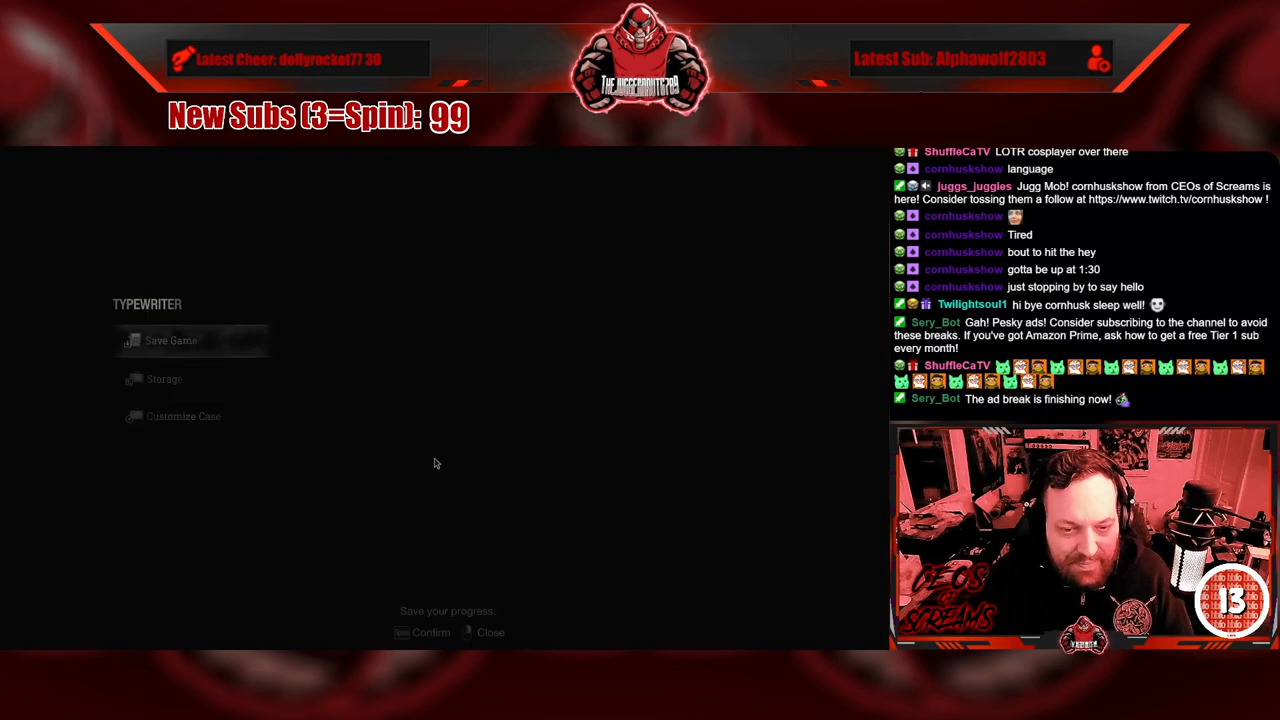 Latest Cheer: dollyrocket77 30
THEJUGGERNAUT6789
Latest Sub: Alphawolf2803
New Subs (3=Spin): 99
TYPEWRITER
Save Game
Storage
Customize Case
Save your progress.
Confirm
Close
ShuffleCaTV LOTR cosplayer over there
cornhuskshow language
juggs_juggles Jugg Mob! cornhuskshow from CEOs of Screams is
here! Consider tossing them a follow at https://www.twitch.tv/cornhuskshow !
cornhuskshow
cornhuskshow Tired
cornhuskshow bout to hit the hey
cornhuskshow gotta be up at 1:30
cornhuskshow just stopping by to say hello
Twilightsoul1 hi bye cornhusk sleep well!
Sery_Bot Gah! Pesky ads! Consider subscribing to the channel to avoid
these breaks. If you've got Amazon Prime, ask how to get a free Tier 1 sub
every month!
ShuffleCaTV
Sery_Bot The ad break is finishing now!
CEOS
OF
SCREAMS
13